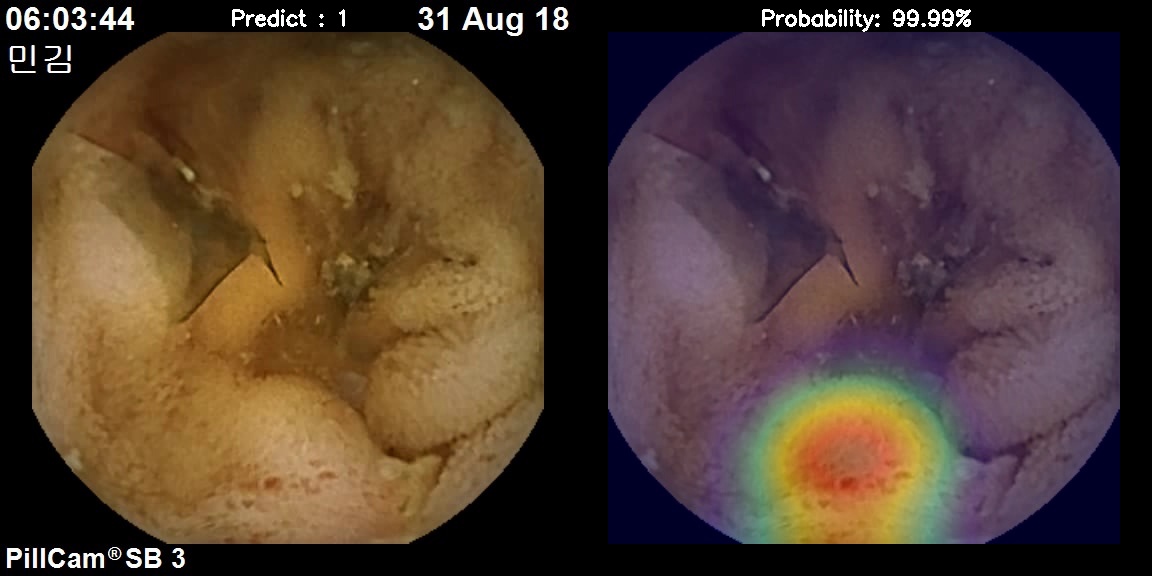 06:03:44 Predict : 1 31 Aug 18 Probability: 99.99%
민김
PillCam® SB 3